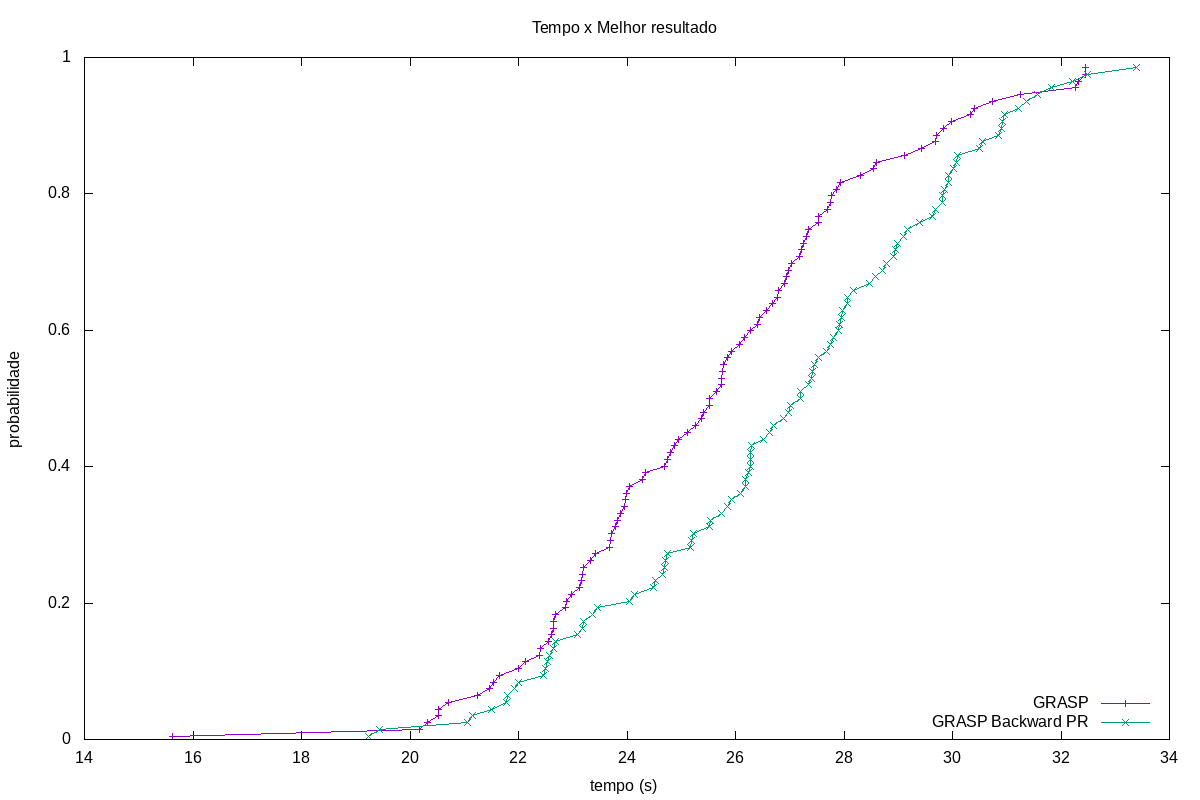 Tempo x Melhor resultado
1
0.8
0.6
0.4
0.2
0
probabilidade
14 16 18 20 22 24 26 28 30 32 34
tempo (s)
GRASP
GRASP Backward PR